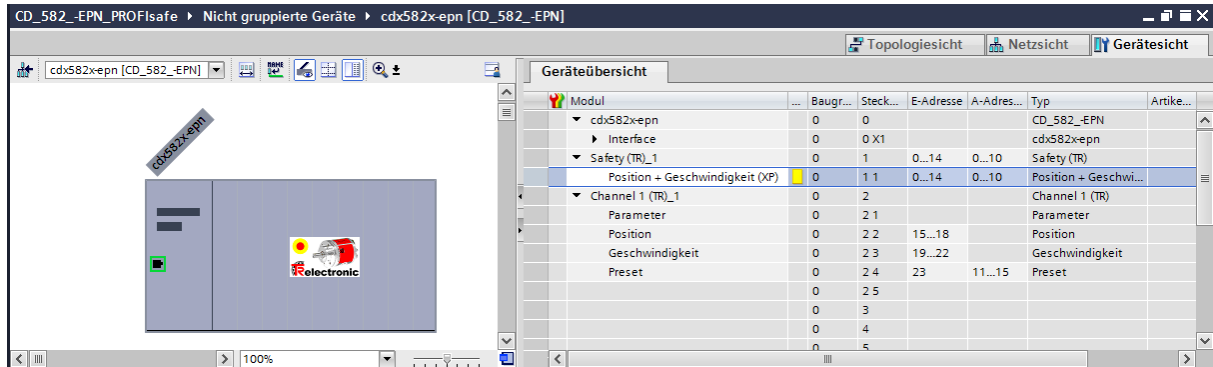 CD_582_-EPN_PROFIsafe ▸ Nicht gruppierte Geräte ▸ cdx582x-epn [CD_582_-EPN]
Topologiesicht Netzsicht Gerätesicht
cdx582x-epn [CD_582_-EPN]
cdx582x-epn
TRelectronic
100%
Geräteübersicht
Modul ... Baugr... Steck... E-Adresse A-Adres... Typ Artike...
cdx582x-epn 0 0 CD_582_-EPN
Interface 0 0 X1 cdx582x-epn
Safety (TR)_1 0 1 0...14 0...10 Safety (TR)
Position + Geschwindigkeit (XP) 0 1 1 0...14 0...10 Position + Geschwi...
Channel 1 (TR)_1 0 2 Channel 1 (TR)
Parameter 0 2 1 Parameter
Position 0 2 2 15...18 Position
Geschwindigkeit 0 2 3 19...22 Geschwindigkeit
Preset 0 2 4 23 11...15 Preset
0 2 5
0 3
0 4
0 5